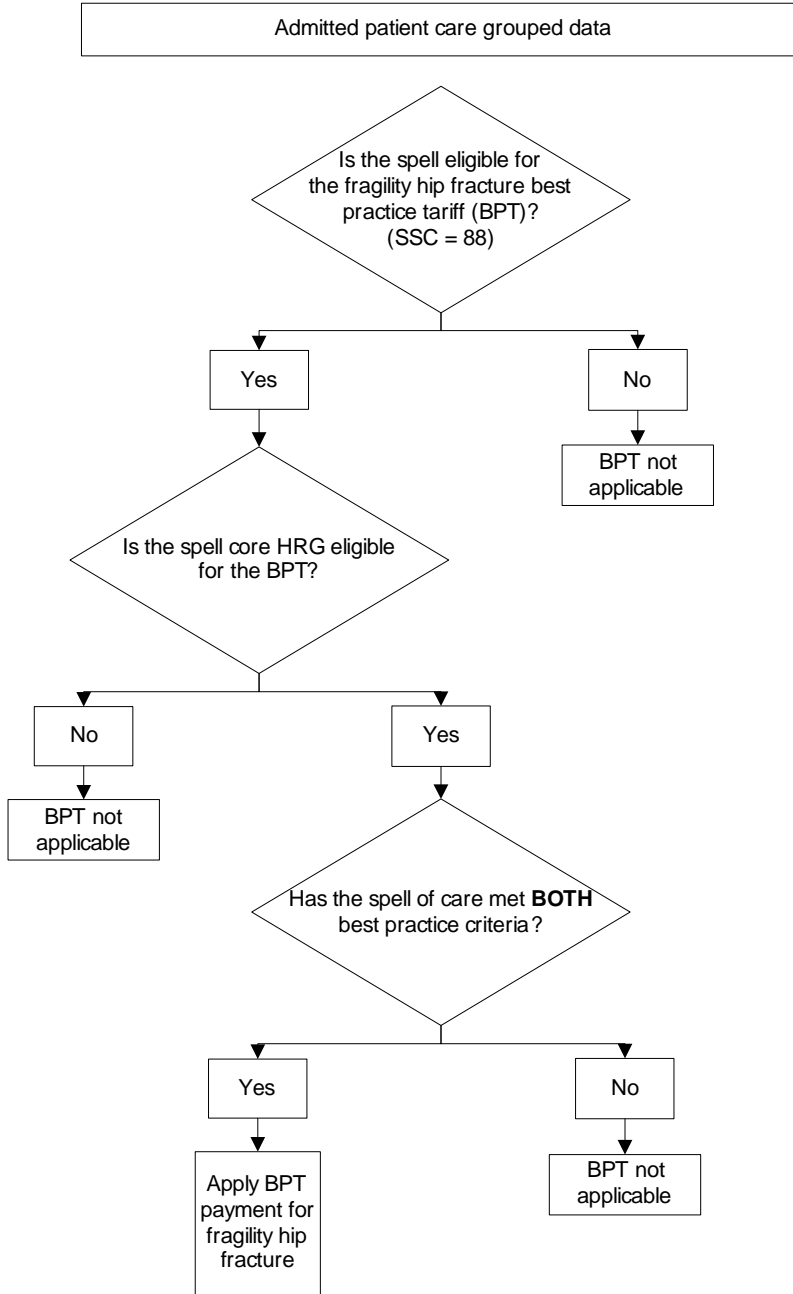 Admitted patient care grouped data
Is the spell eligible for
the fragility hip fracture best
practice tariff (BPT)?
(SSC = 88)
Yes
No
BPT not
applicable
Is the spell core HRG eligible
for the BPT?
No
Yes
BPT not
applicable
Has the spell of care met BOTH
best practice criteria?
Yes
No
Apply BPT
payment for
fragility hip
fracture
BPT not
applicable